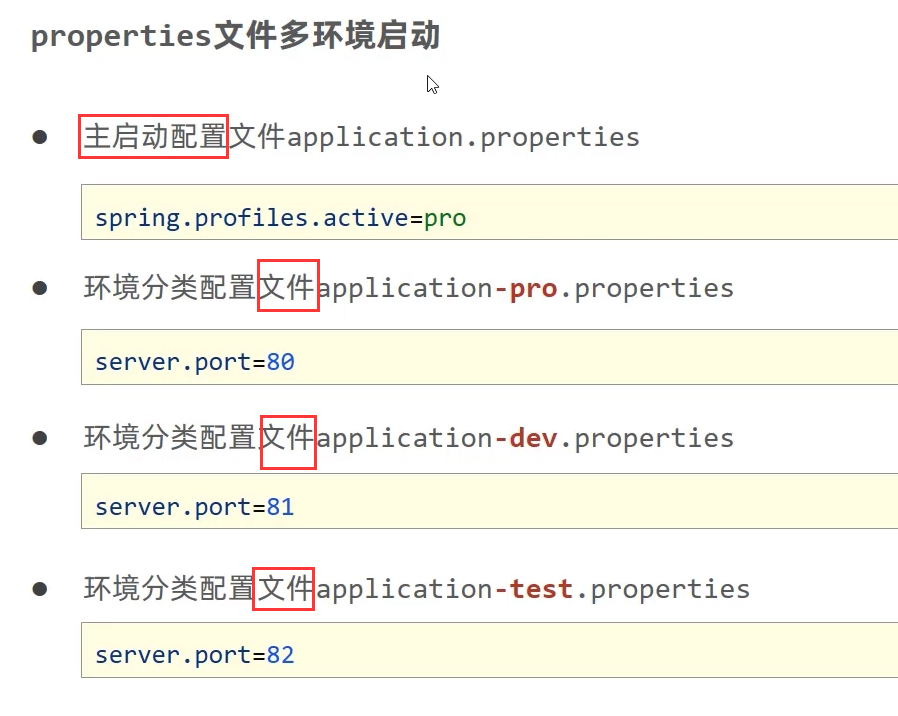 properties文件多环境启动
主启动配置文件application.properties
spring.profiles.active=pro
环境分类配置文件application-pro.properties
server.port=80
环境分类配置文件application-dev.properties
server.port=81
环境分类配置文件application-test.properties
server.port=82